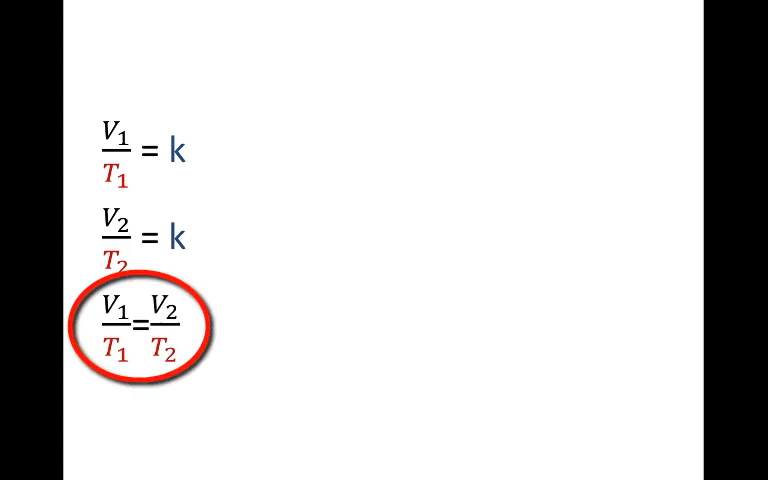 V₁/T₁ = k
V₂/T₂ = k
V₁/T₁=V₂/T₂